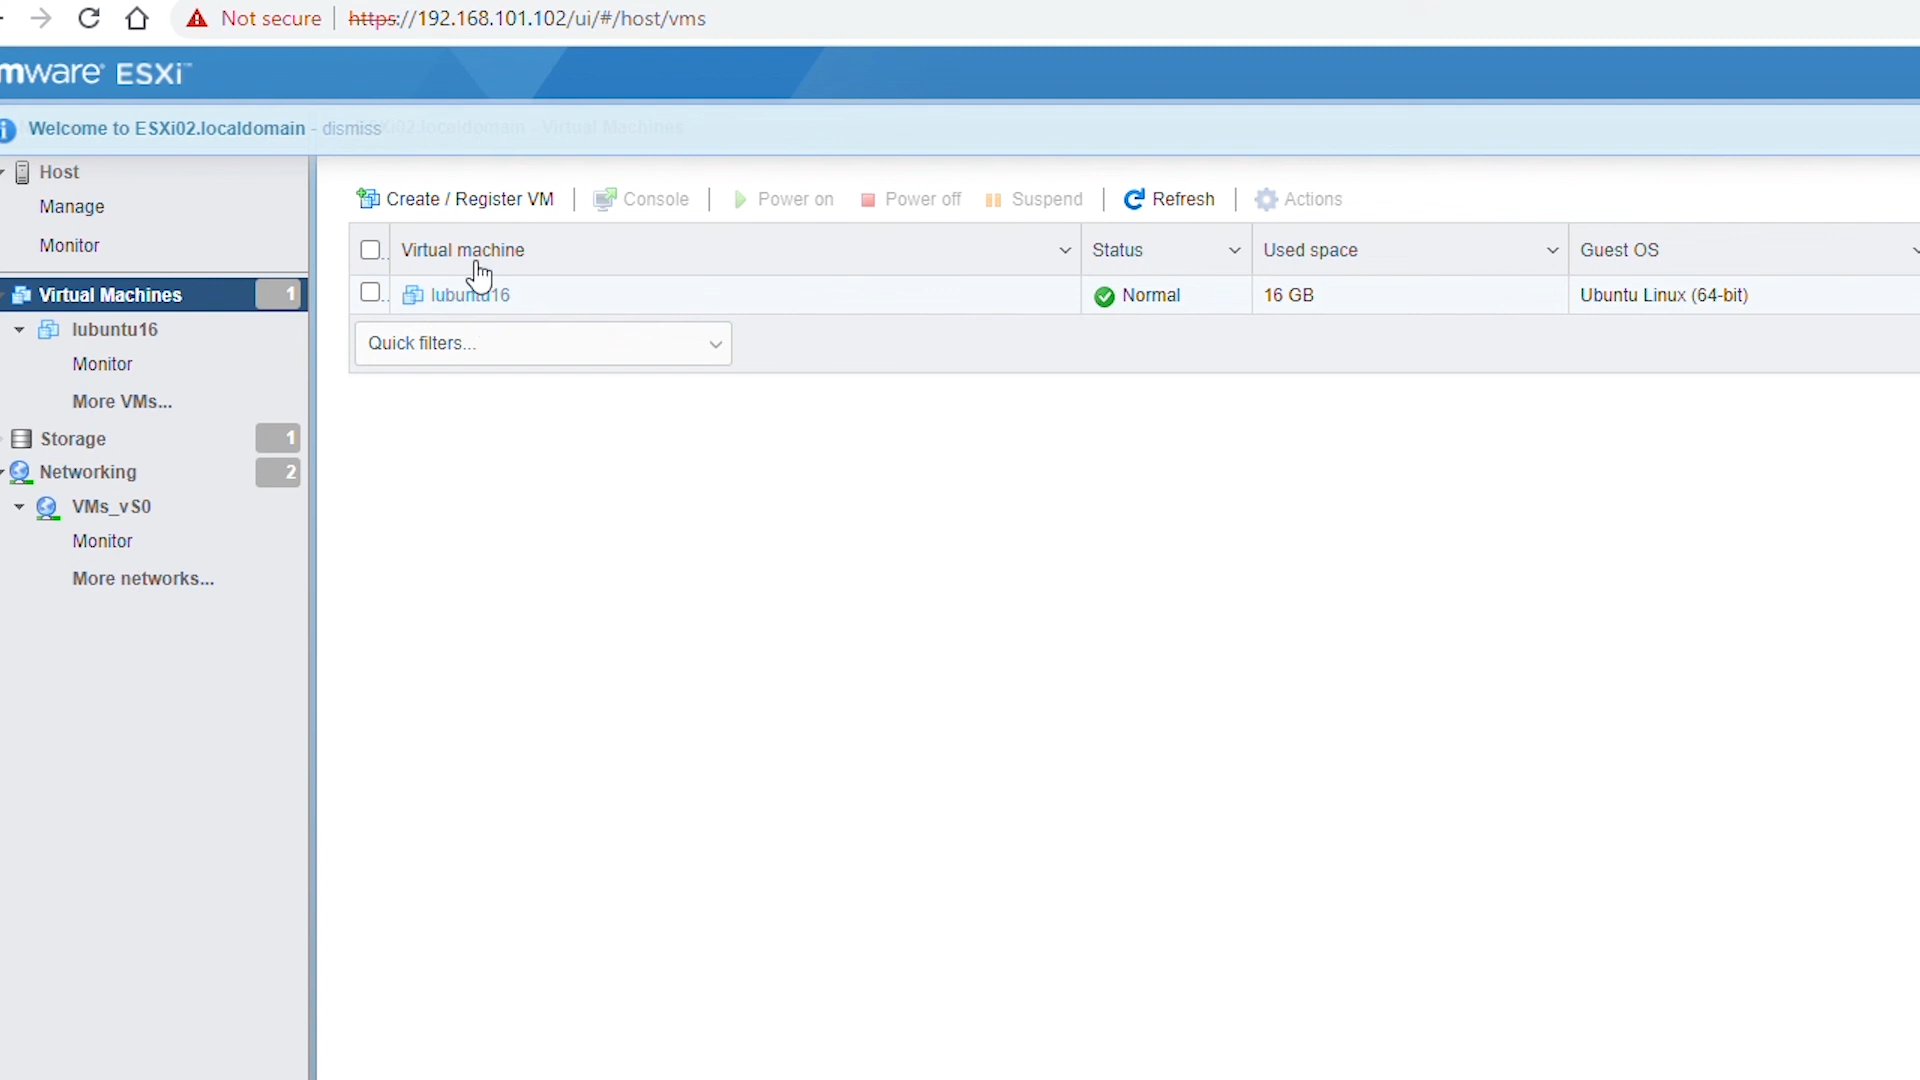 Not secure https://192.168.101.102/ui/#/host/vms
mware ESXi™
Welcome to ESXi02.localdomain - dismiss
Host
Manage
Monitor
Virtual Machines 1
lubuntu16
Monitor
More VMs...
Storage 1
Networking 2
VMs_vS0
Monitor
More networks...
Create / Register VM Console Power on Power off Suspend Refresh Actions
Virtual machine Status Used space Guest OS
lubuntu16 Normal 16 GB Ubuntu Linux (64-bit)
Quick filters...